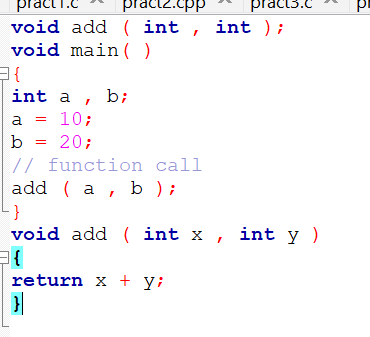 pract1.c pract2.cpp pract3.c
void add ( int , int );
void main( )
{
int a , b;
a = 10;
b = 20;
// function call
add ( a , b );
}
void add ( int x , int y )
{
return x + y;
}